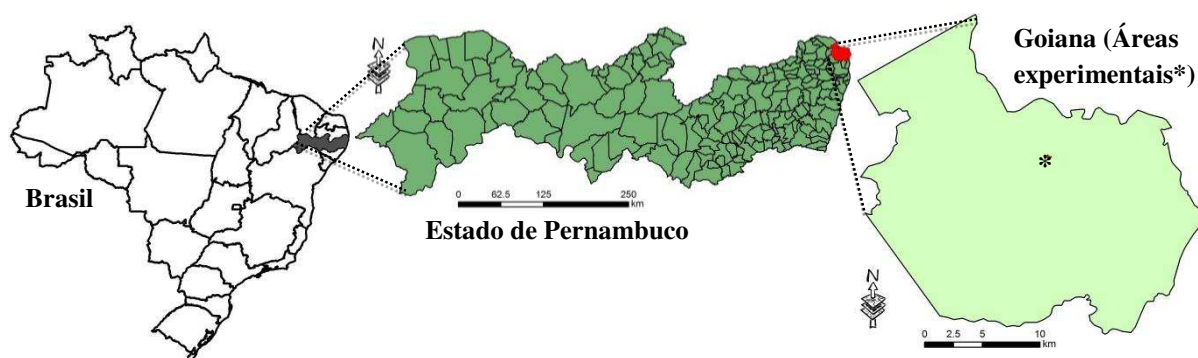 Brasil
N
0 62.5 125 250
km
Estado de Pernambuco
Goiana (Áreas
experimentais*)
*
N
0 2.5 5 10
km